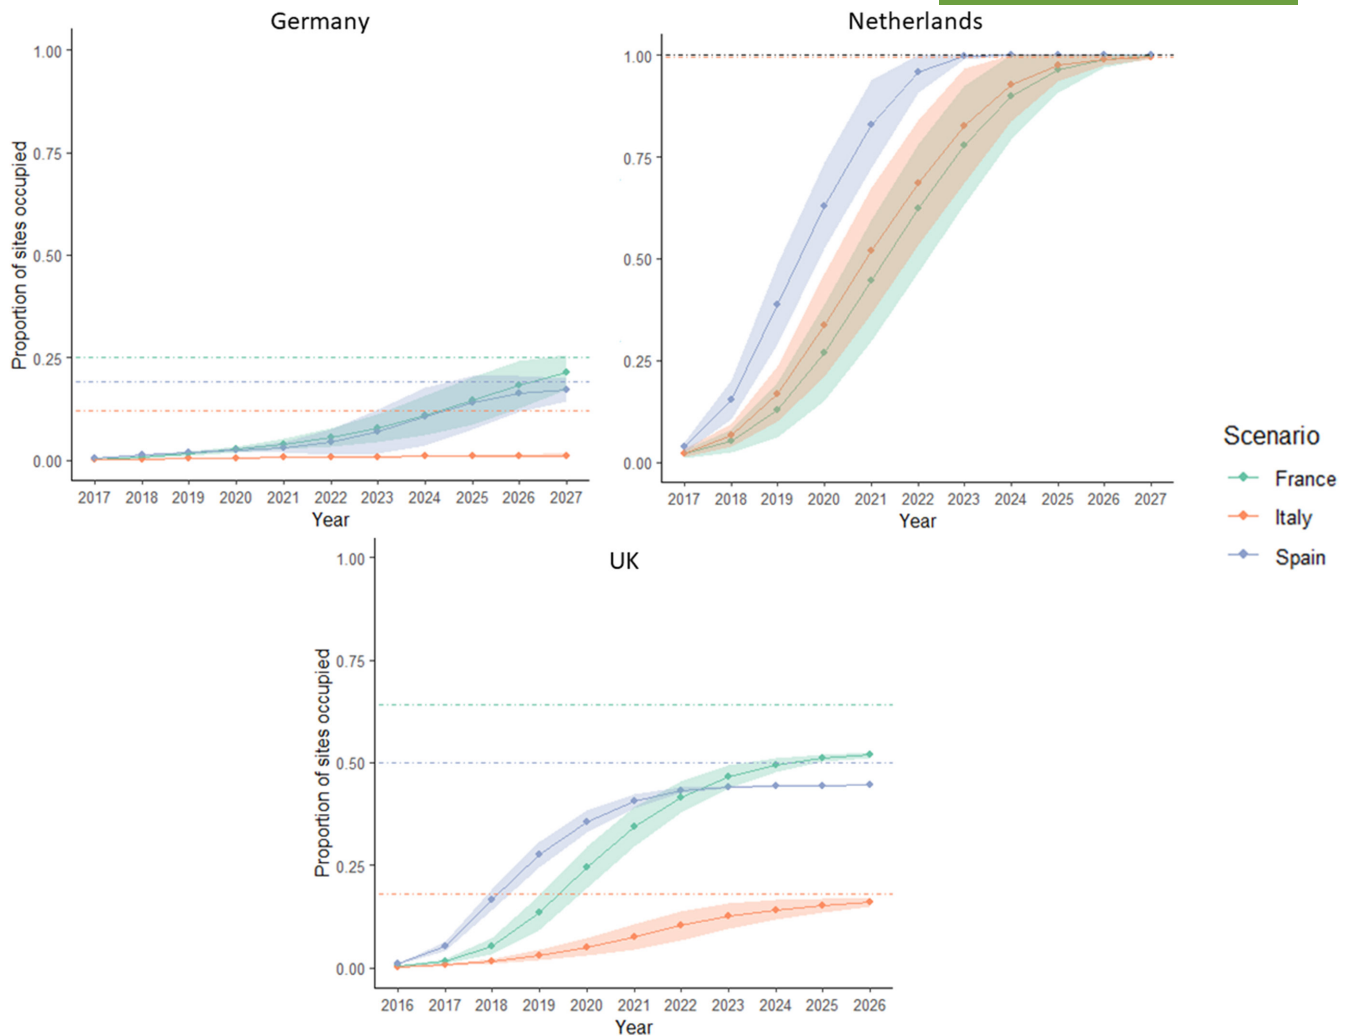 Germany
Proportion of sites occupied
1.00
0.75
0.50
0.25
0.00
2017 2018 2019 2020 2021 2022 2023 2024 2025 2026 2027
Year
Netherlands
1.00
0.75
0.50
0.25
0.00
2017 2018 2019 2020 2021 2022 2023 2024 2025 2026 2027
Year
Scenario
France
Italy
Spain
UK
Proportion of sites occupied
1.00
0.75
0.50
0.25
0.00
2016 2017 2018 2019 2020 2021 2022 2023 2024 2025 2026
Year